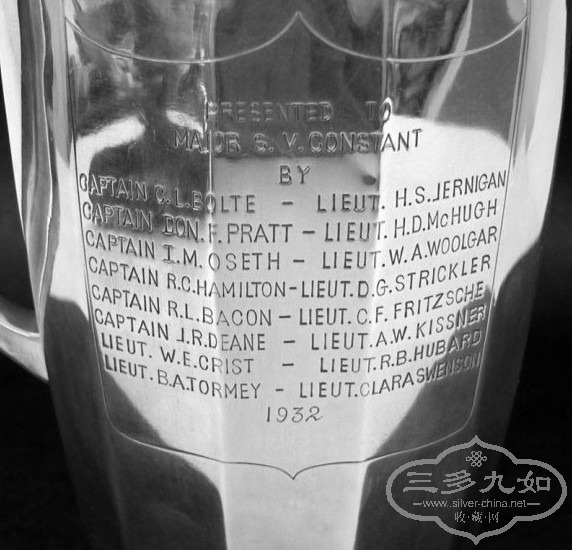 PRESENTED TO
MAJOR S. V. CONSTANT
BY
CAPTAIN C.L.BOLTE - LIEUT. H.S.JERNIGAN
CAPTAIN DON.F.PRATT - LIEUT. H.D.McHUGH
CAPTAIN I.M.OSETH - LIEUT. W.A.WOOLGAR
CAPTAIN R.C.HAMILTON-LIEUT.D.G.STRICKLER
CAPTAIN R.L.BACON - LIEUT. C.F. FRITZSCHE
CAPTAIN J.R.DEANE - LIEUT. A.W. KISSNER
LIEUT. W.E.CRIST - LIEUT.R.B.HUBARD
LIEUT. B.A.TORMEY - LIEUT.CLARA SWENSON
1932
三多九如
www.silver-china.net
收·藏·网